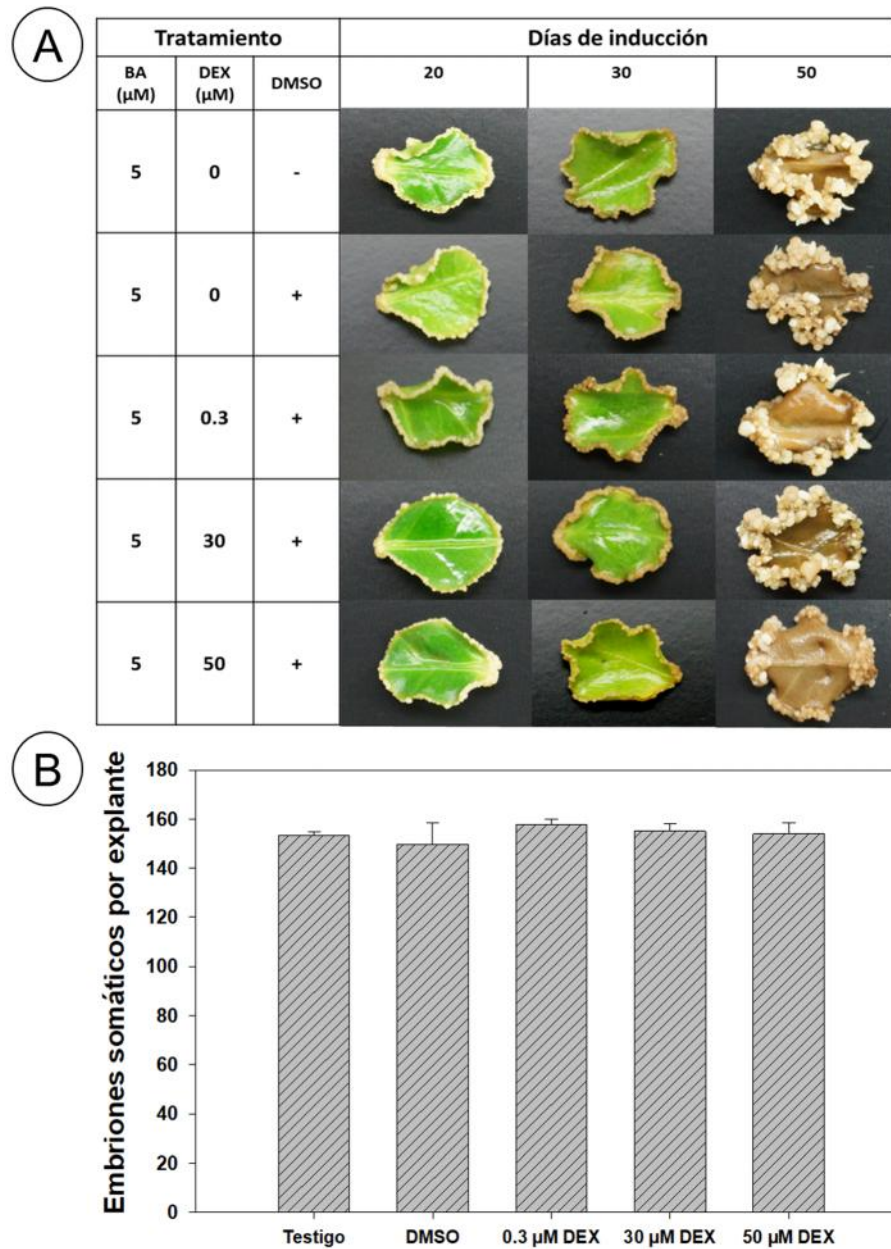 A
Tratamiento Días de inducción
BA (µM) DEX (µM) DMSO 20 30 50
5 0 -
5 0 +
5 0.3 +
5 30 +
5 50 +
B
Embriones somáticos por explante
180
160
140
120
100
80
60
40
20
0
Testigo DMSO 0.3 µM DEX 30 µM DEX 50 µM DEX